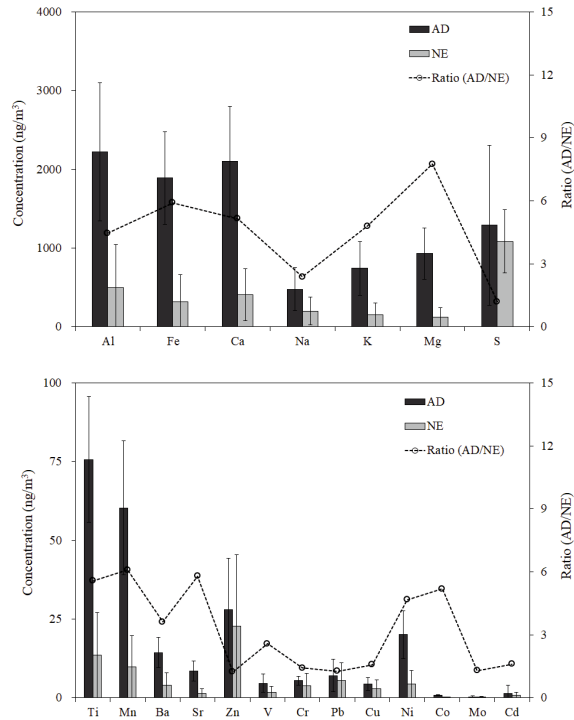 4000
3000
2000
1000
0
Concentration (ng/m³)
15
12
9
6
3
0
Ratio (AD/NE)
AD
NE
Ratio (AD/NE)
Al Fe Ca Na K Mg S
100
75
50
25
0
Concentration (ng/m³)
15
12
9
6
3
0
Ratio (AD/NE)
AD
NE
Ratio (AD/NE)
Ti Mn Ba Sr Zn V Cr Pb Cu Ni Co Mo Cd